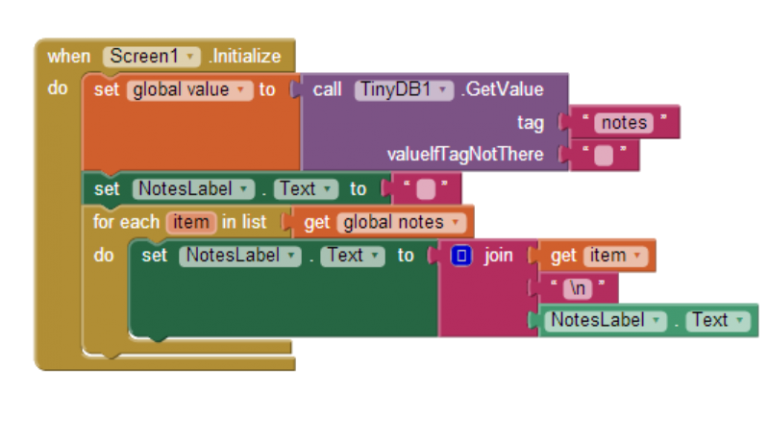 when Screen1 .Initialize
do set global value to call TinyDB1 .GetValue
tag " notes "
valueIfTagNotThere " "
set NotesLabel . Text to " "
for each item in list get global notes
do set NotesLabel . Text to join get item
" \n "
NotesLabel . Text